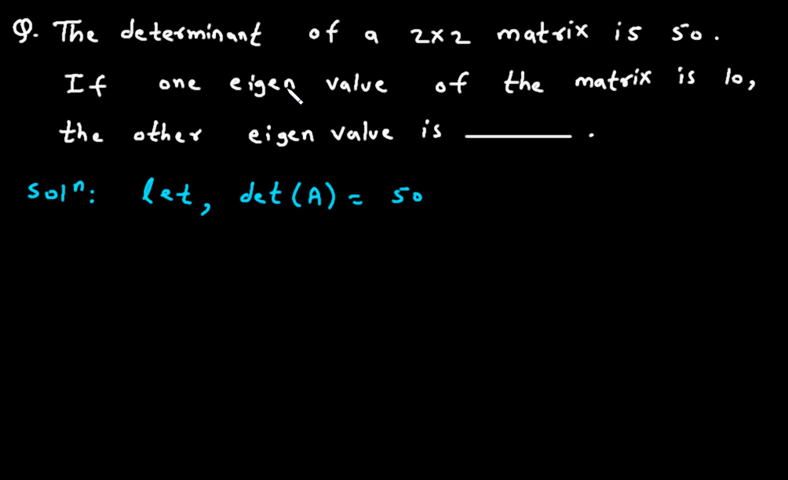 Q. The determinant of a 2x2 matrix is 50.
If one eigen value of the matrix is 10,
the other eigen value is ______ .
Solⁿ: let, det(A) = 50